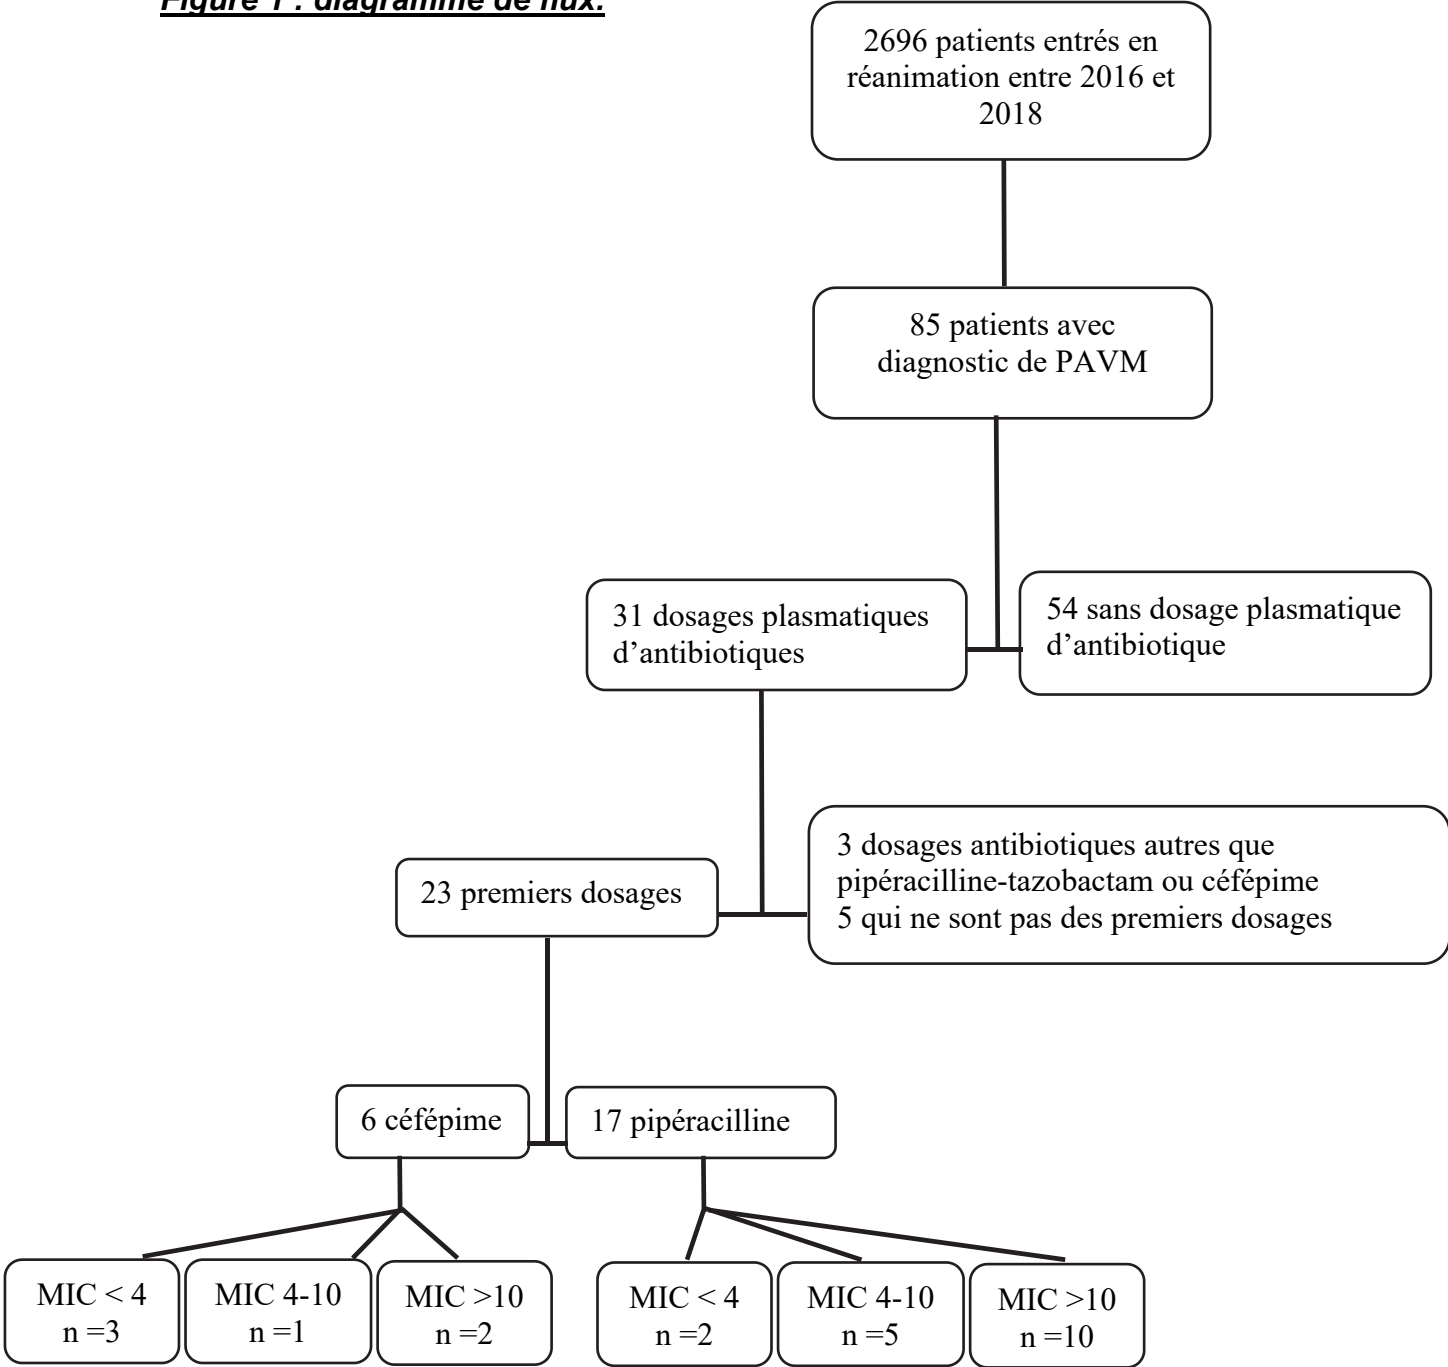 Figure 1 : diagramme de flux.
2696 patients entrés en
réanimation entre 2016 et
2018
85 patients avec
diagnostic de PAVM
31 dosages plasmatiques
d’antibiotiques
54 sans dosage plasmatique
d’antibiotique
3 dosages antibiotiques autres que
pipéracilline-tazobactam ou céfépime
5 qui ne sont pas des premiers dosages
23 premiers dosages
6 céfépime
17 pipéracilline
MIC < 4
n =3
MIC 4-10
n =1
MIC >10
n =2
MIC < 4
n =2
MIC 4-10
n =5
MIC >10
n =10